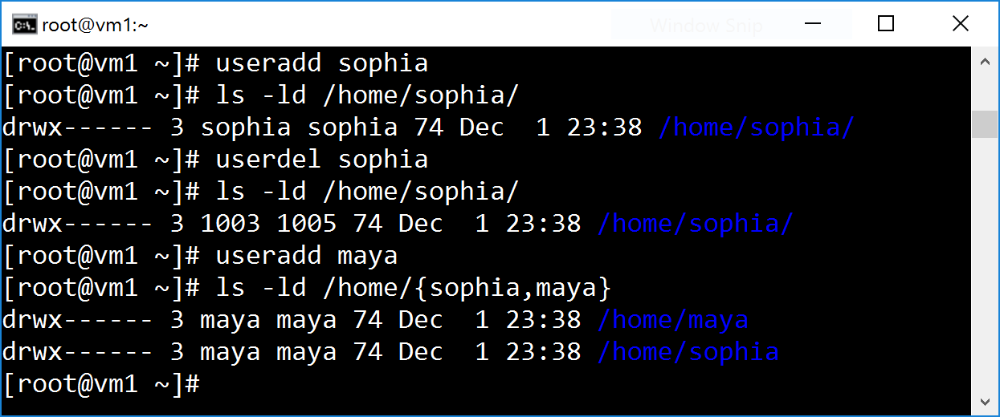 root@vm1:~
Window Snip
[root@vm1 ~]# useradd sophia
[root@vm1 ~]# ls -ld /home/sophia/
drwx------ 3 sophia sophia 74 Dec  1 23:38 /home/sophia/
[root@vm1 ~]# userdel sophia
[root@vm1 ~]# ls -ld /home/sophia/
drwx------ 3 1003 1005 74 Dec  1 23:38 /home/sophia/
[root@vm1 ~]# useradd maya
[root@vm1 ~]# ls -ld /home/{sophia,maya}
drwx------ 3 maya maya 74 Dec  1 23:38 /home/maya
drwx------ 3 maya maya 74 Dec  1 23:38 /home/sophia
[root@vm1 ~]#